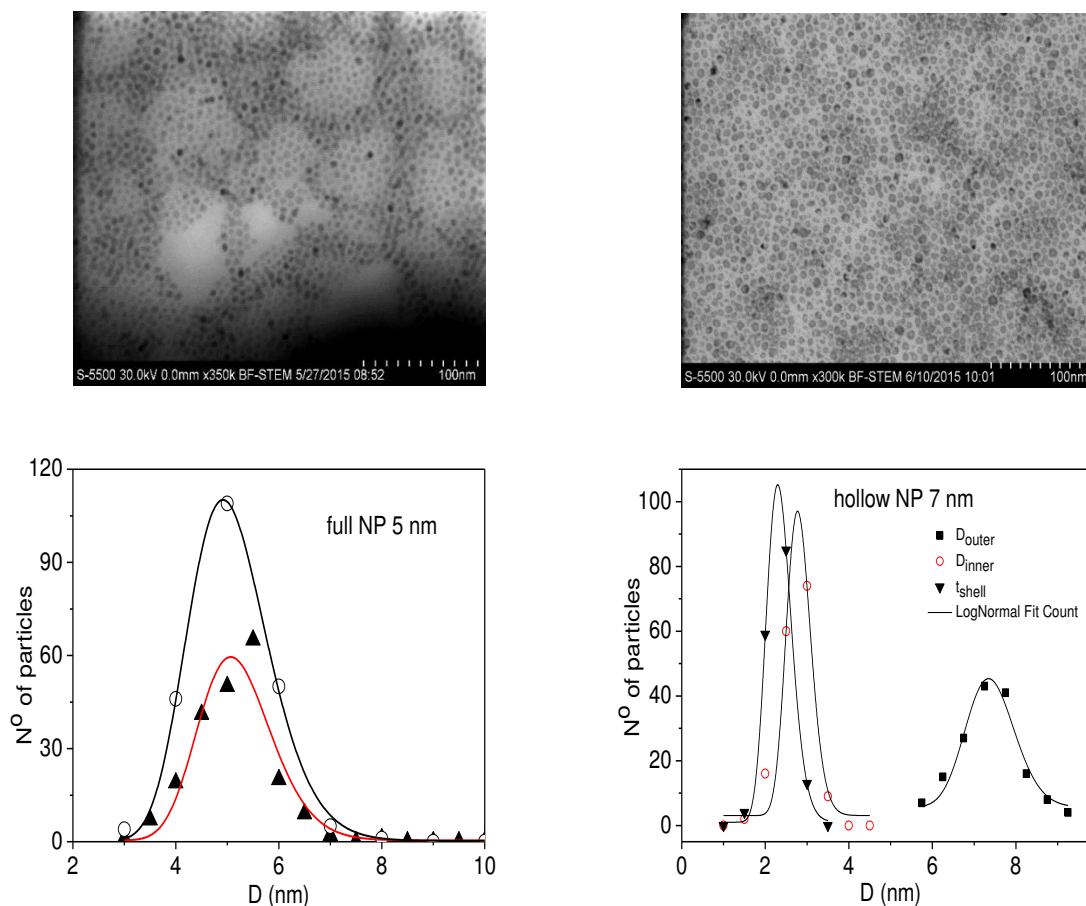 S-5500 30.0kV 0.0mm x350k BF-STEM 5/27/2015 08:52 100nm
S-5500 30.0kV 0.0mm x300k BF-STEM 6/10/2015 10:01 100nm
120
90
60
30
0
2 4 6 8 10
D (nm)
Nº of particles
full NP 5 nm
100
80
60
40
20
0
0 2 4 6 8
D (nm)
Nº of particles
hollow NP 7 nm
Douter
Dinner
tshell
LogNormal Fit Count